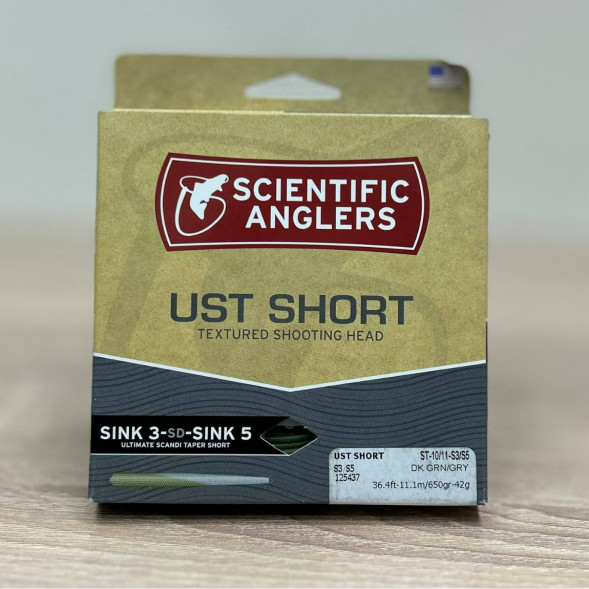 SCIENTIFIC
ANGLERS
UST SHORT
TEXTURED SHOOTING HEAD
SINK 3-SD-SINK 5
ULTIMATE SCANDI TAPER SHORT
UST SHORT ST-10/11-S3/S5
S3/S5 DK GRN/GRY
125437
36.4ft-11.1m/650gr-42g